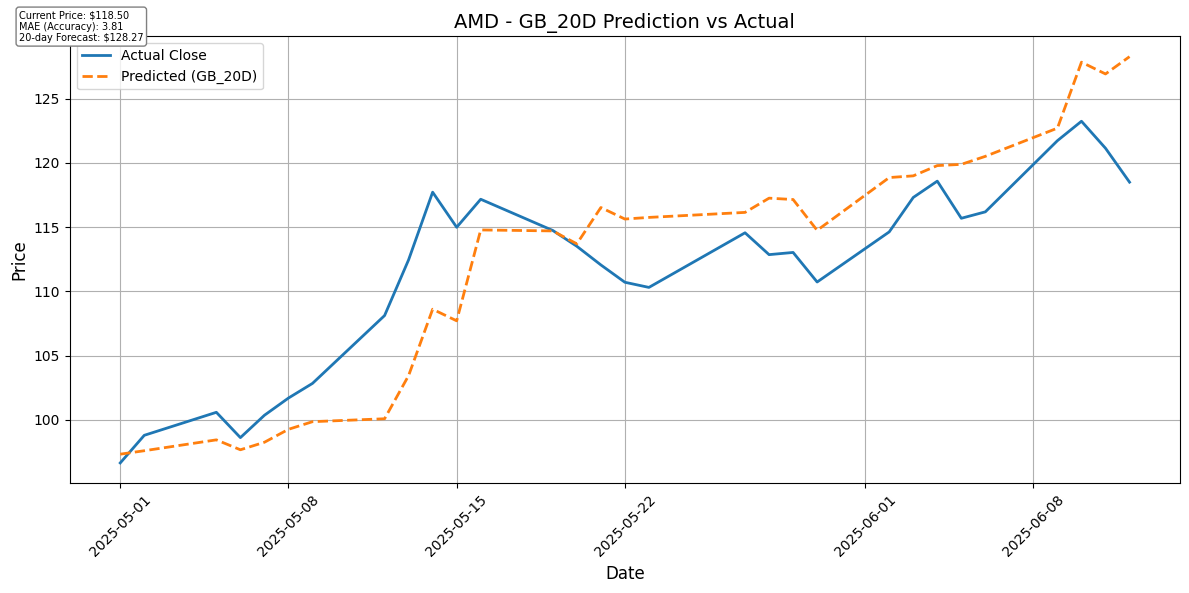 Current Price: $118.50
MAE (Accuracy): 3.81
20-day Forecast: $128.27
AMD - GB_20D Prediction vs Actual
Actual Close
Predicted (GB_20D)
Price
125
120
115
110
105
100
2025-05-01
2025-05-08
2025-05-15
2025-05-22
2025-06-01
2025-06-08
Date